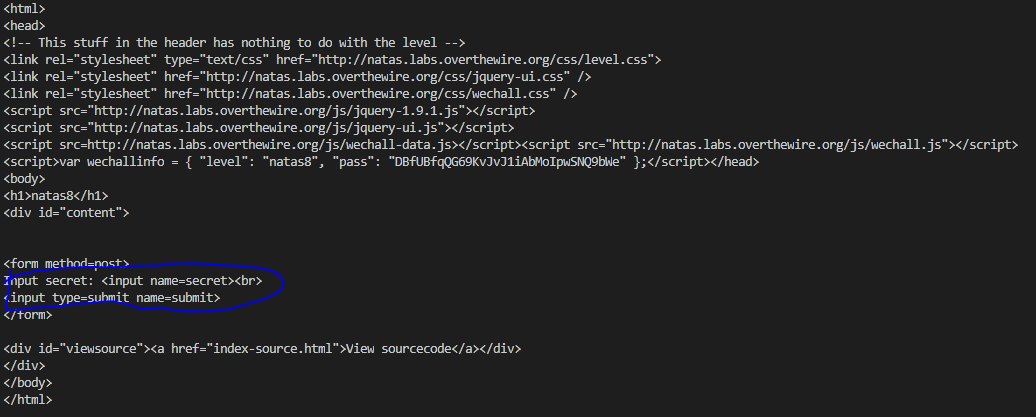 <html>
<head>
<!-- This stuff in the header has nothing to do with the level -->
<link rel="stylesheet" type="text/css" href="http://natas.labs.overthewire.org/css/level.css">
<link rel="stylesheet" href="http://natas.labs.overthewire.org/css/jquery-ui.css" />
<link rel="stylesheet" href="http://natas.labs.overthewire.org/css/wechall.css" />
<script src="http://natas.labs.overthewire.org/js/jquery-1.9.1.js"></script>
<script src="http://natas.labs.overthewire.org/js/jquery-ui.js"></script>
<script src=http://natas.labs.overthewire.org/js/wechall-data.js></script><script src="http://natas.labs.overthewire.org/js/wechall.js"></script>
<script>var wechallinfo = { "level": "natas8", "pass": "DBfUBfqQG69KvJvJ1iAbMoIpwSNQ9bWe" };</script></head>
<body>
<h1>natas8</h1>
<div id="content">
<form method=post>
Input secret: <input name=secret><br>
<input type=submit name=submit>
</form>
<div id="viewsource"><a href="index-source.html">View sourcecode</a></div>
</div>
</body>
</html>